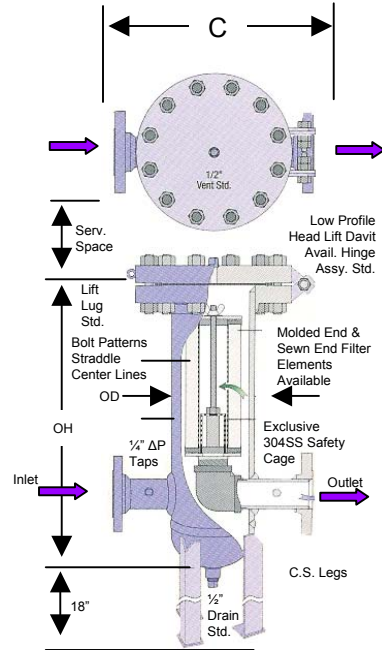 C
1/2"
Vent Std.
Serv.
Space
Low Profile
Head Lift Davit
Avail. Hinge
Assy. Std.
Lift
Lug
Std.
Bolt Patterns
Straddle
Center Lines
Molded End &
Sewn End Filter
Elements
Available
OD
OH
¼” ΔP
Taps
Exclusive
304SS Safety
Cage
Inlet
Outlet
18”
½”
Drain
Std.
C.S. Legs